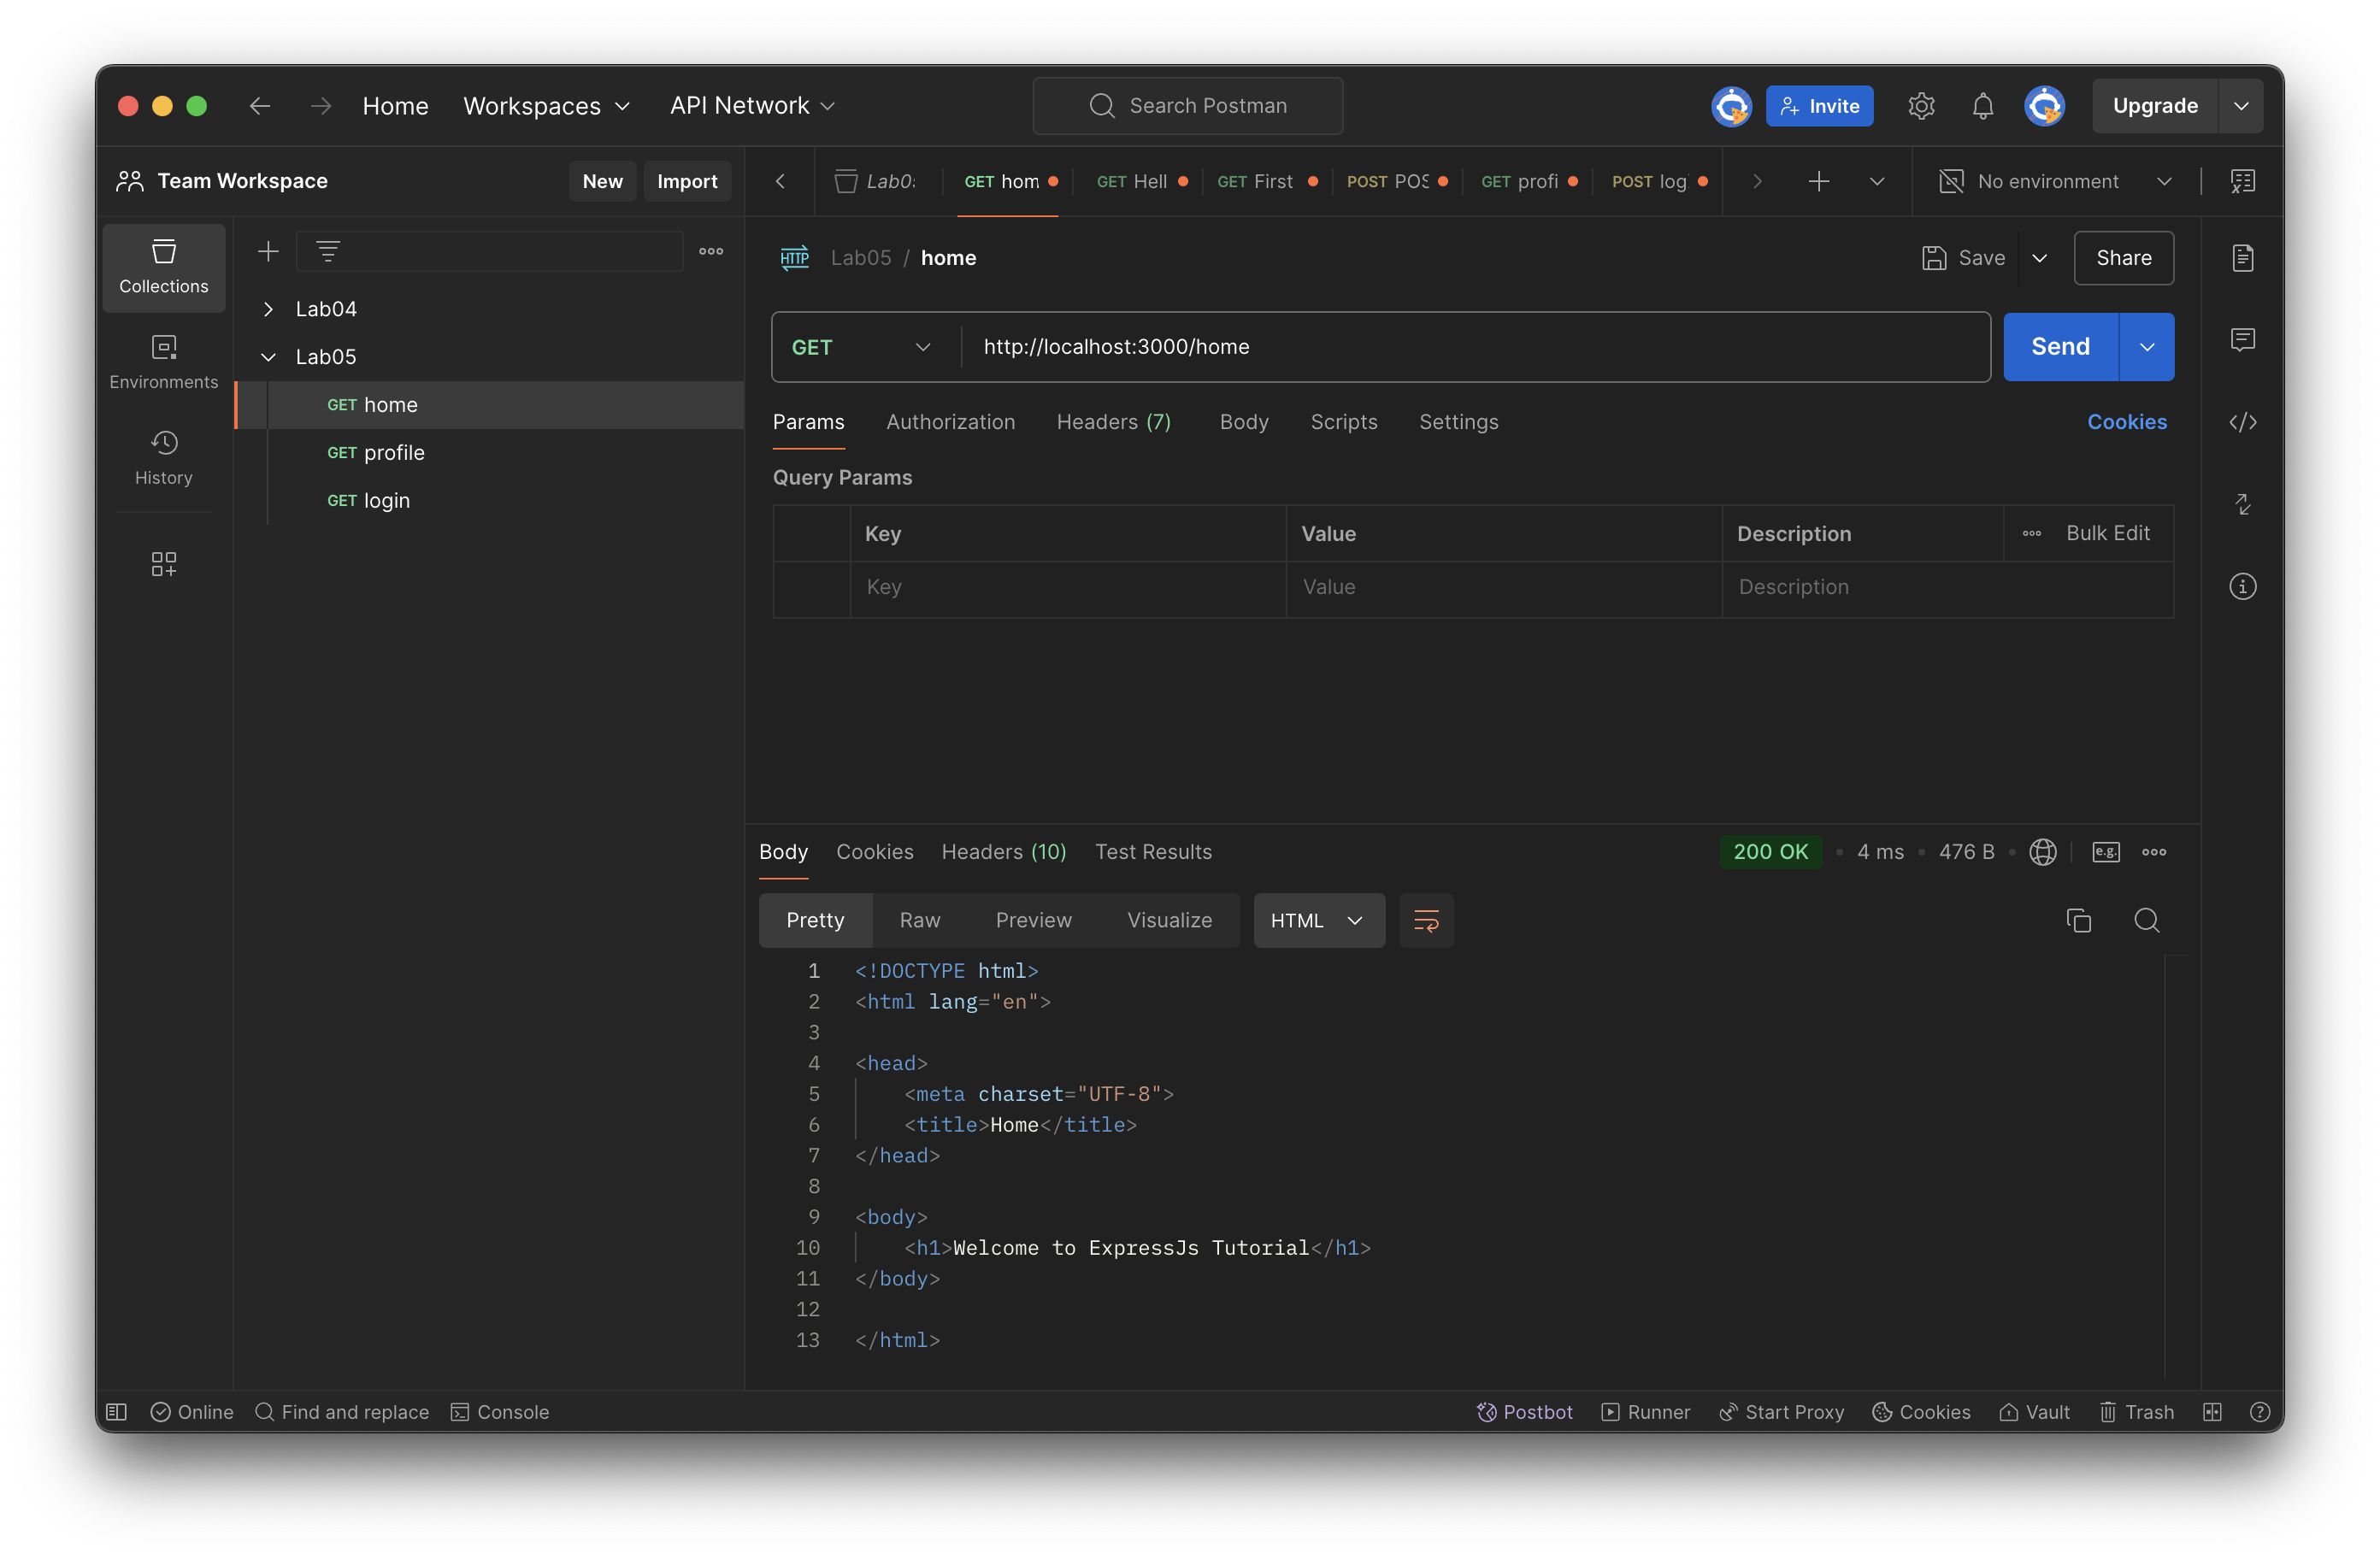 Home Workspaces API Network Search Postman Invite Upgrade
Team Workspace New Import
Lab0 GET hom GET Hell GET First POST POS GET profi POST log No environment
Collections
Environments
History
Lab04
Lab05
GET home
GET profile
GET login
HTTP Lab05 / home Save Share
GET http://localhost:3000/home Send
Params Authorization Headers (7) Body Scripts Settings Cookies
Query Params
Key Value Description Bulk Edit
Key Value Description
Body Cookies Headers (10) Test Results 200 OK • 4 ms • 476 B • e.g.
Pretty Raw Preview Visualize HTML
1 <!DOCTYPE html>
2 <html lang="en">
3
4 <head>
5 <meta charset="UTF-8">
6 <title>Home</title>
7 </head>
8
9 <body>
10 <h1>Welcome to ExpressJs Tutorial</h1>
11 </body>
12
13 </html>
Online Find and replace Console Postbot Runner Start Proxy Cookies Vault Trash